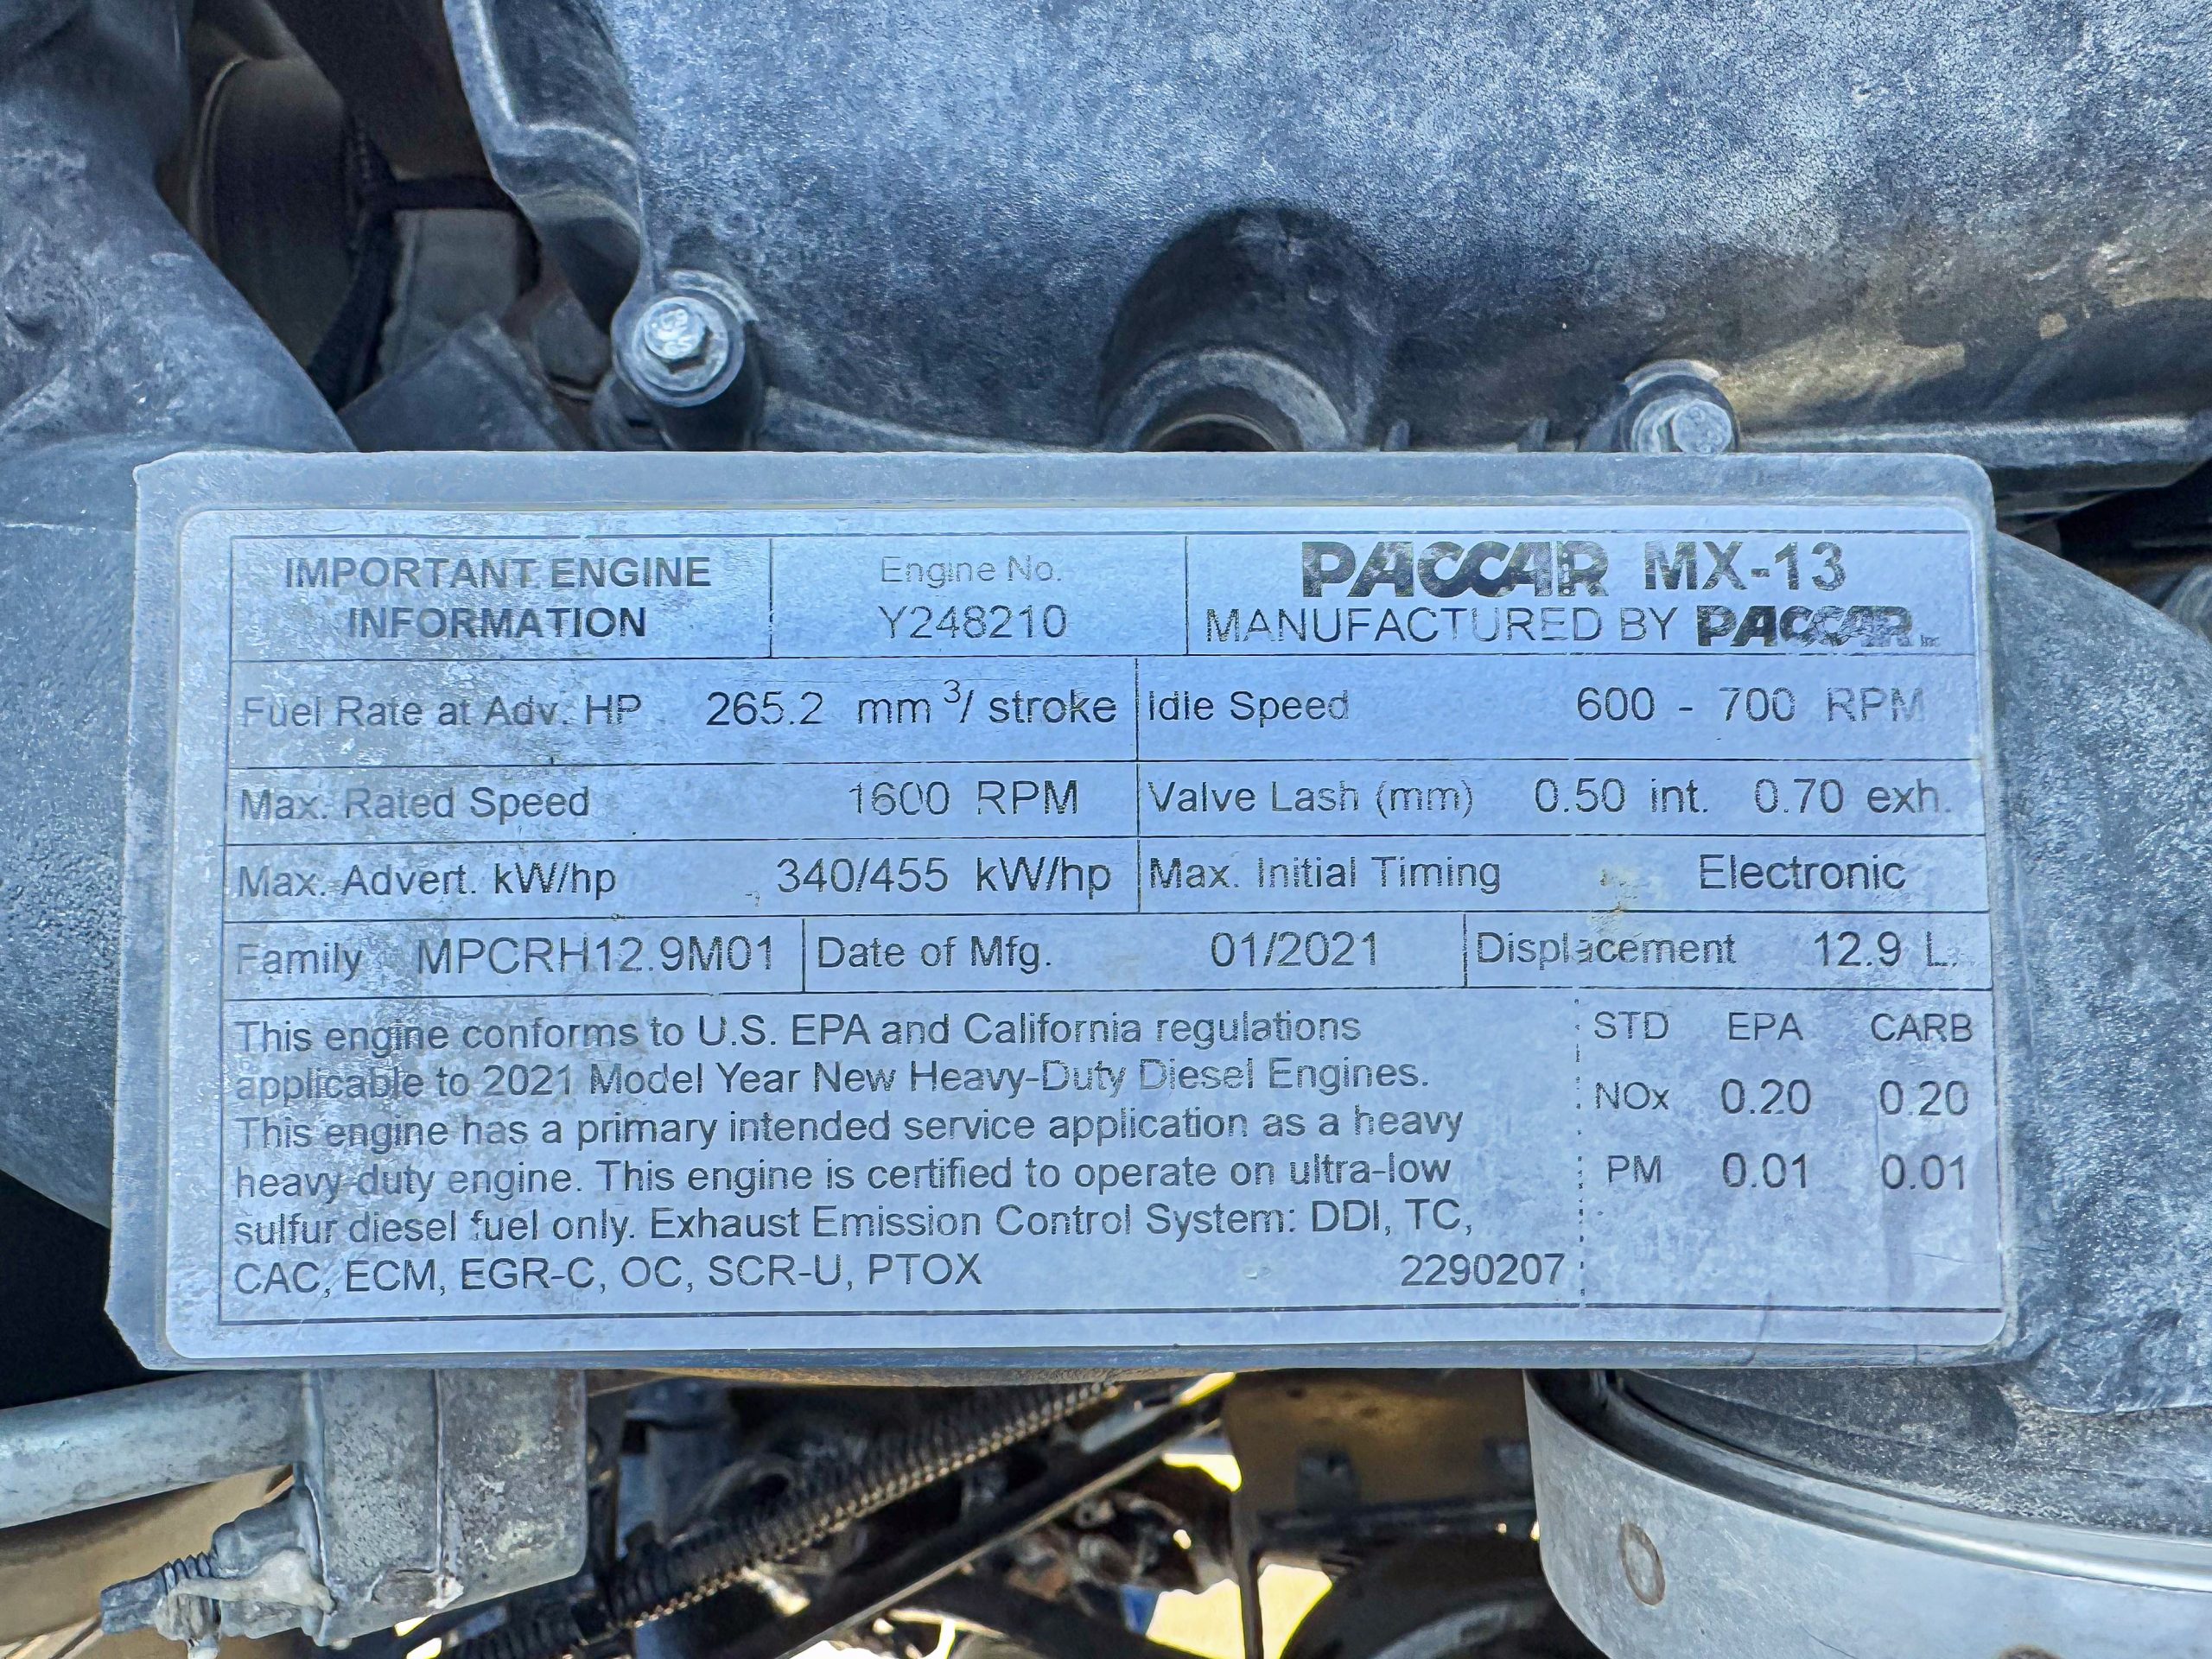 IMPORTANT ENGINE
INFORMATION
Engine No.
Y248210
PACCAR MX-13
MANUFACTURED BY PACCAR Inc
Fuel Rate at Adv. HP 265.2 mm³/ stroke
Idle Speed 600 - 700 RPM
Max. Rated Speed 1600 RPM
Valve Lash (mm) 0.50 int. 0.70 exh.
Max. Advert. kW/hp 340/455 kW/hp
Max. Initial Timing Electronic
Family MPCRH12.9M01
Date of Mfg. 01/2021
Displacement 12.9 L.
This engine conforms to U.S. EPA and California regulations
applicable to 2021 Model Year New Heavy-Duty Diesel Engines.
This engine has a primary intended service application as a heavy
heavy-duty engine. This engine is certified to operate on ultra-low
sulfur diesel fuel only. Exhaust Emission Control System: DDI, TC,
CAC, ECM, EGR-C, OC, SCR-U, PTOX 2290207
STD EPA CARB
NOx 0.20 0.20
PM 0.01 0.01